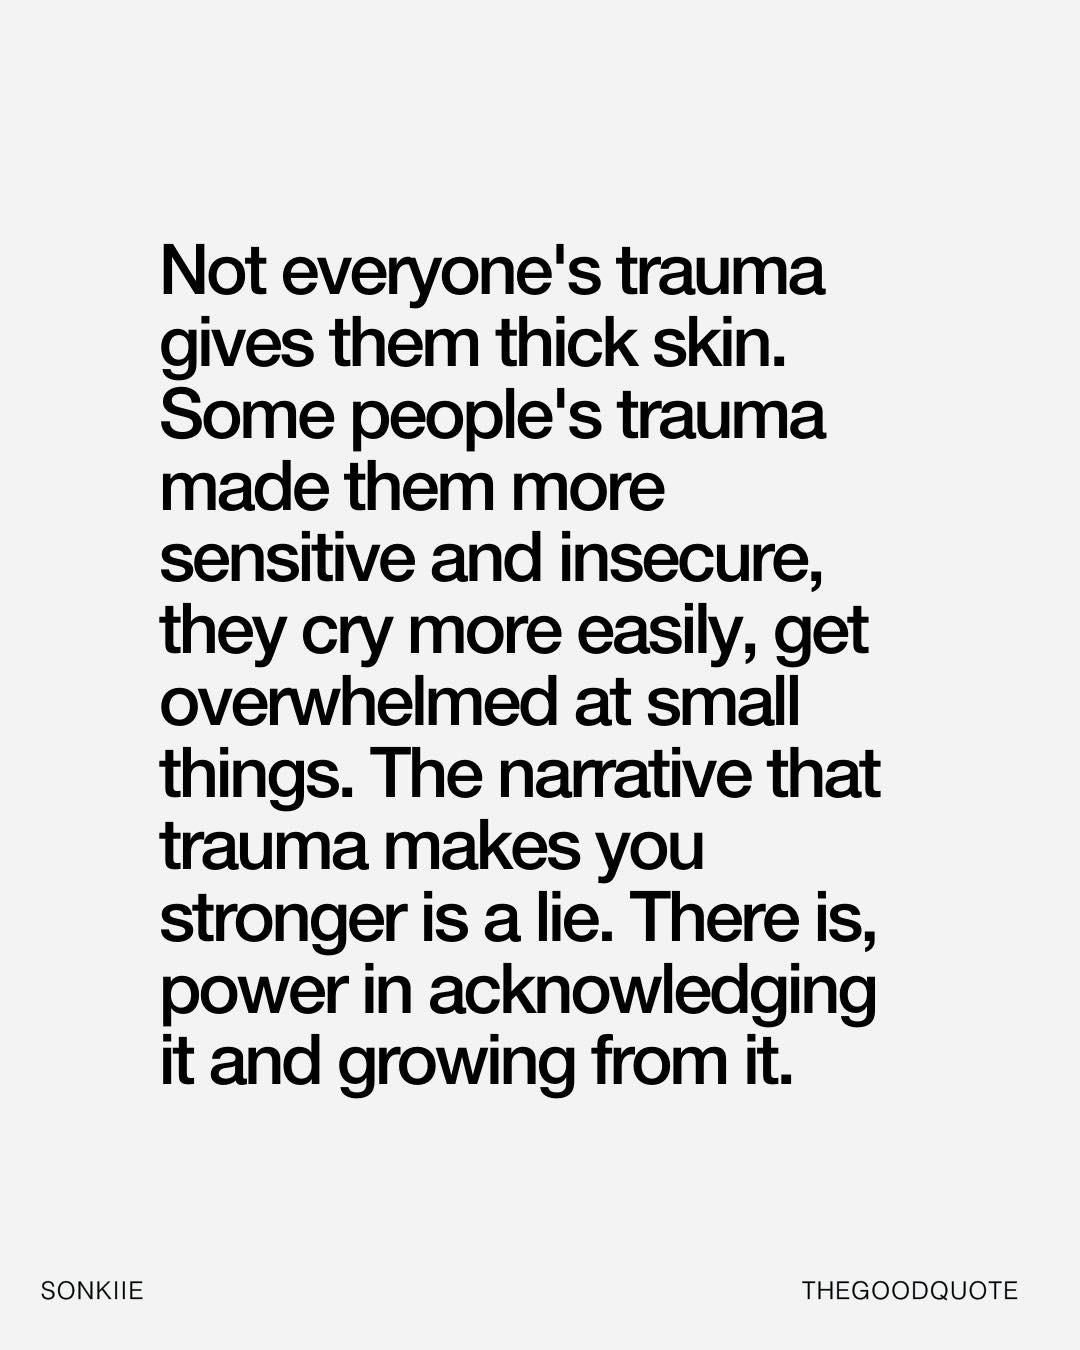 Not everyone's trauma
gives them thick skin.
Some people's trauma
made them more
sensitive and insecure,
they cry more easily, get
overwhelmed at small
things. The narrative that
trauma makes you
stronger is a lie. There is,
power in acknowledging
it and growing from it.
SONKIIE
THEGOODQUOTE